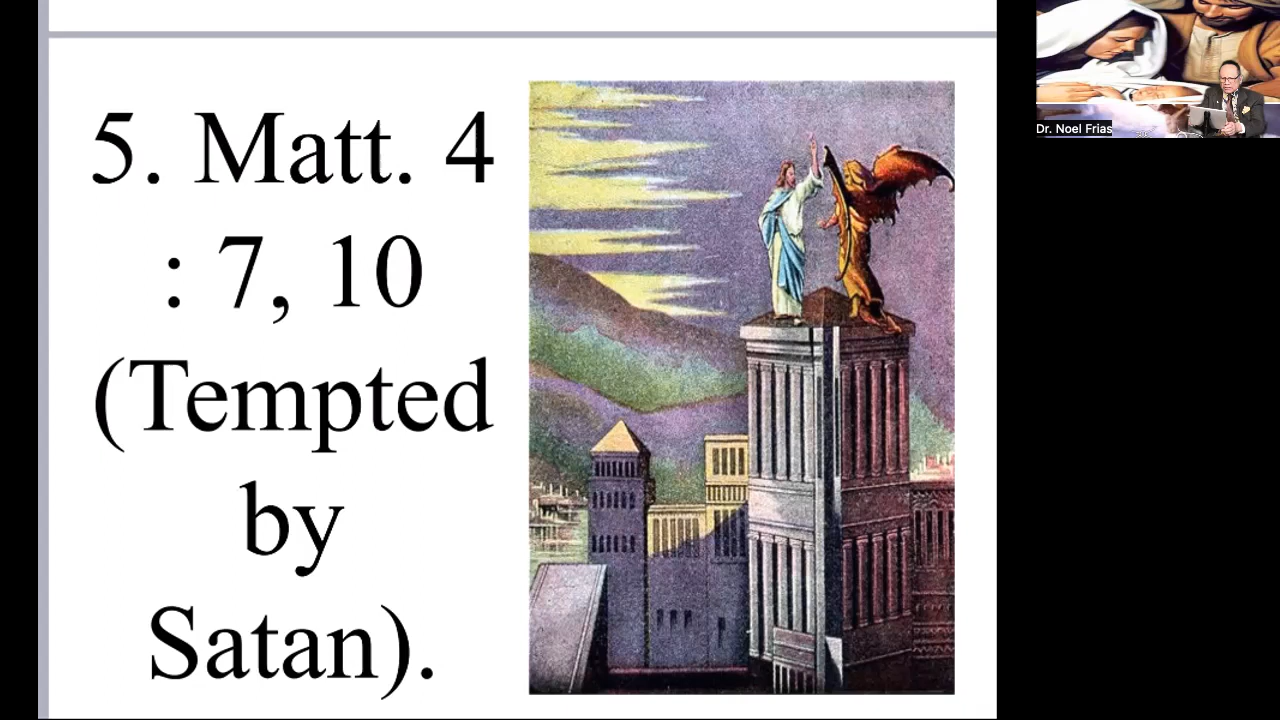 5. Matt. 4
: 7, 10
(Tempted
by
Satan).
Dr. Noel Frias